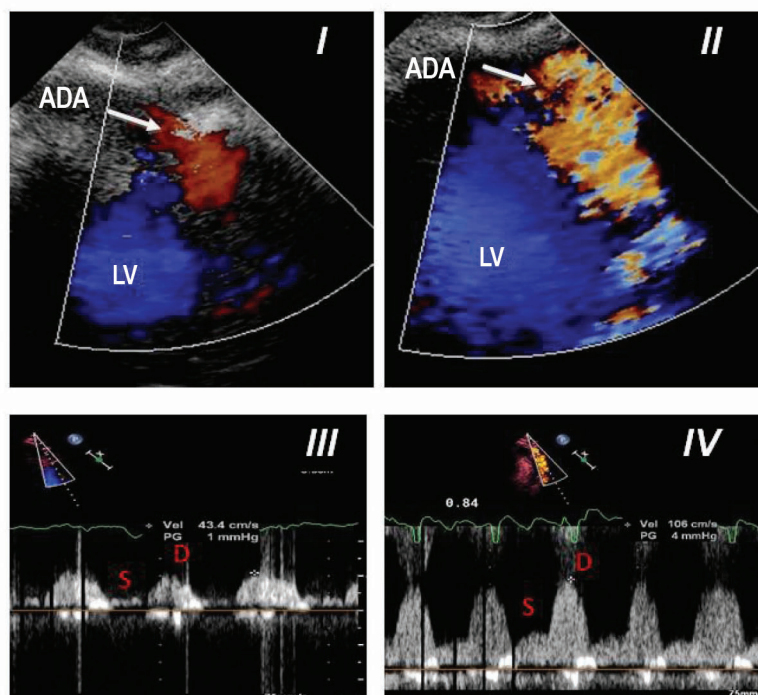 I
ADA
LV
II
ADA
LV
III
Vel 43.4 cm/s
PG 1 mmHg
S
D
IV
0.84
Vel 106 cm/s
PG 4 mmHg
S
D
75mm